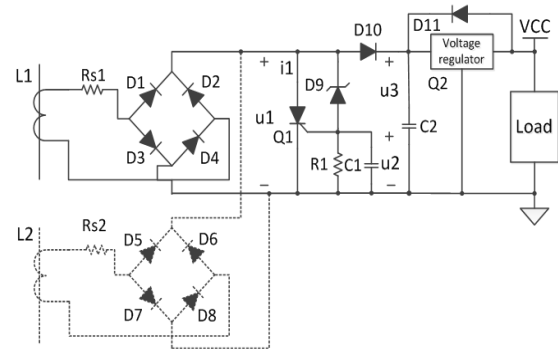 D11
VCC
D10
Voltage
regulator
L1
Rs1
D1
D2
+
i1
D9
+
u3
Q2
u1
Q1
+
C2
Load
D3
D4
R1
C1
u2
−
−
L2
Rs2
D5
D6
D7
D8